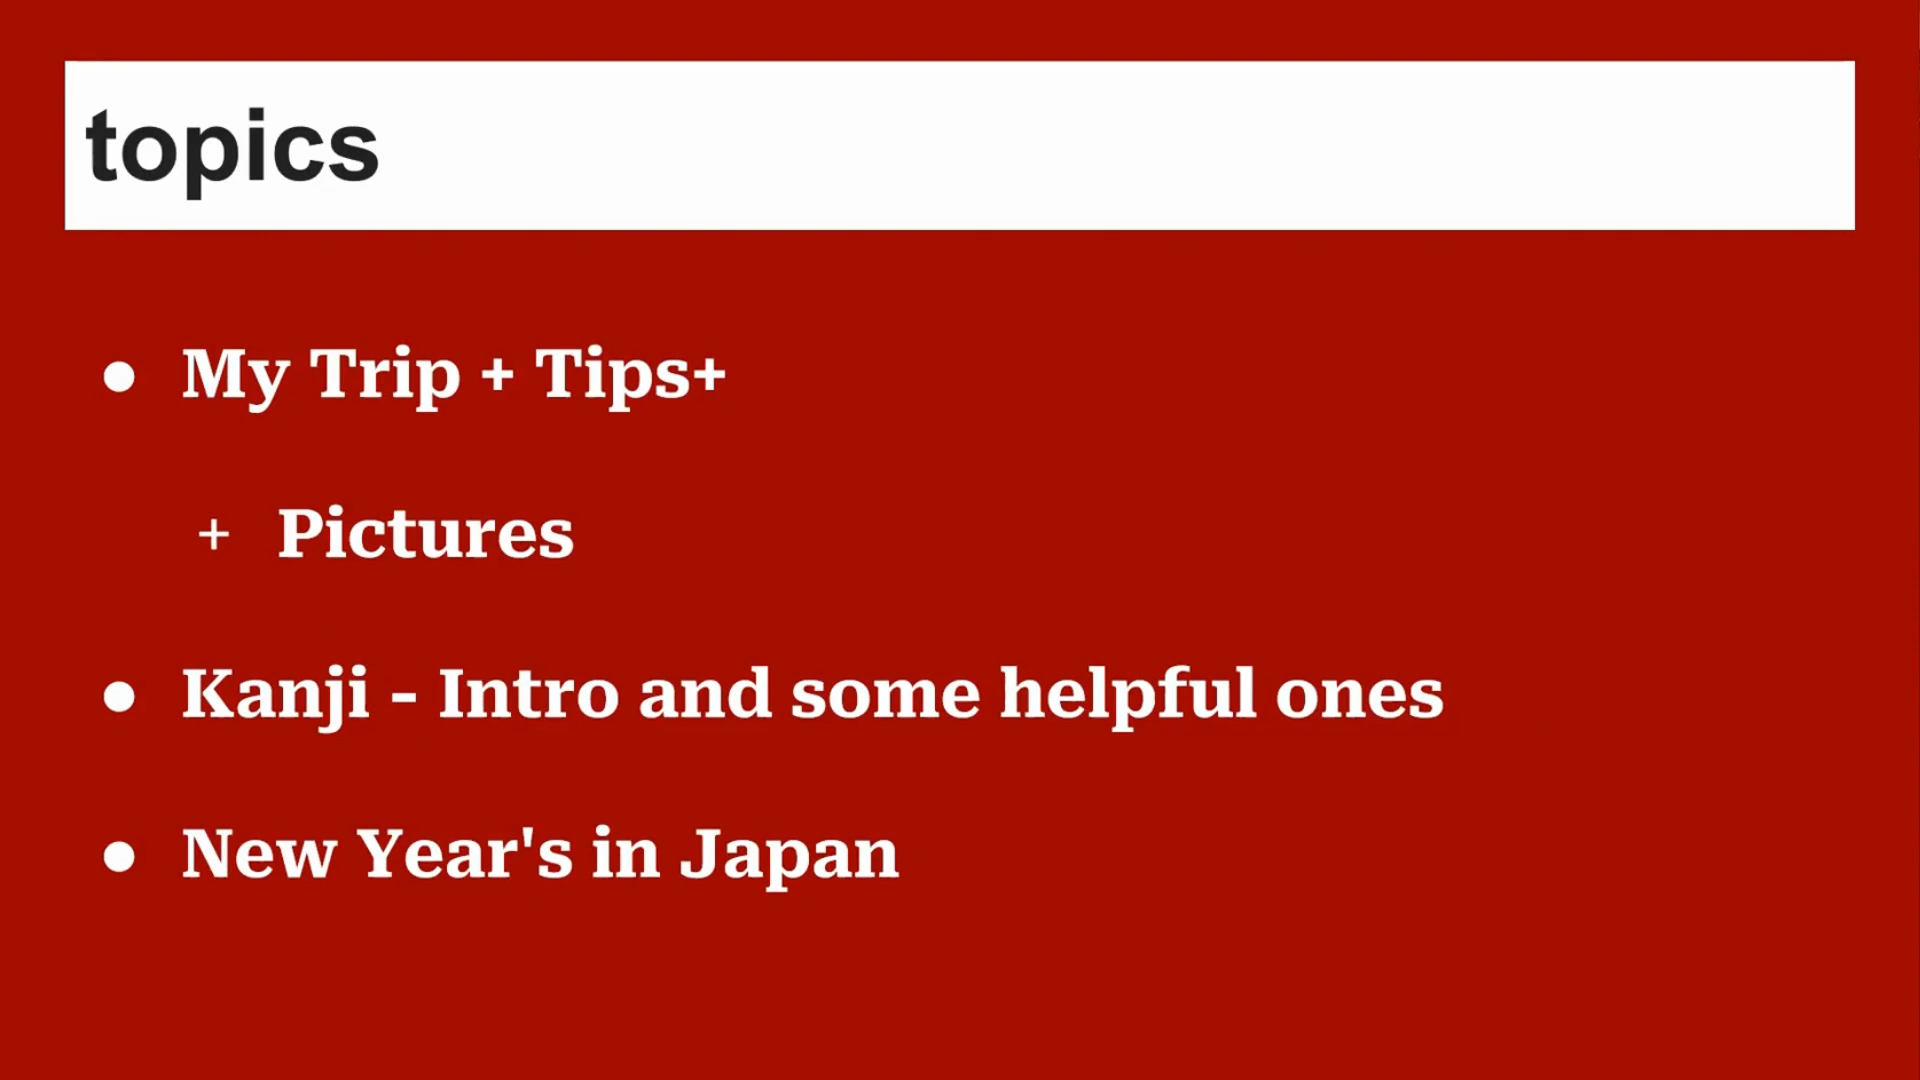 topics
● My Trip + Tips+
+ Pictures
● Kanji - Intro and some helpful ones
● New Year's in Japan